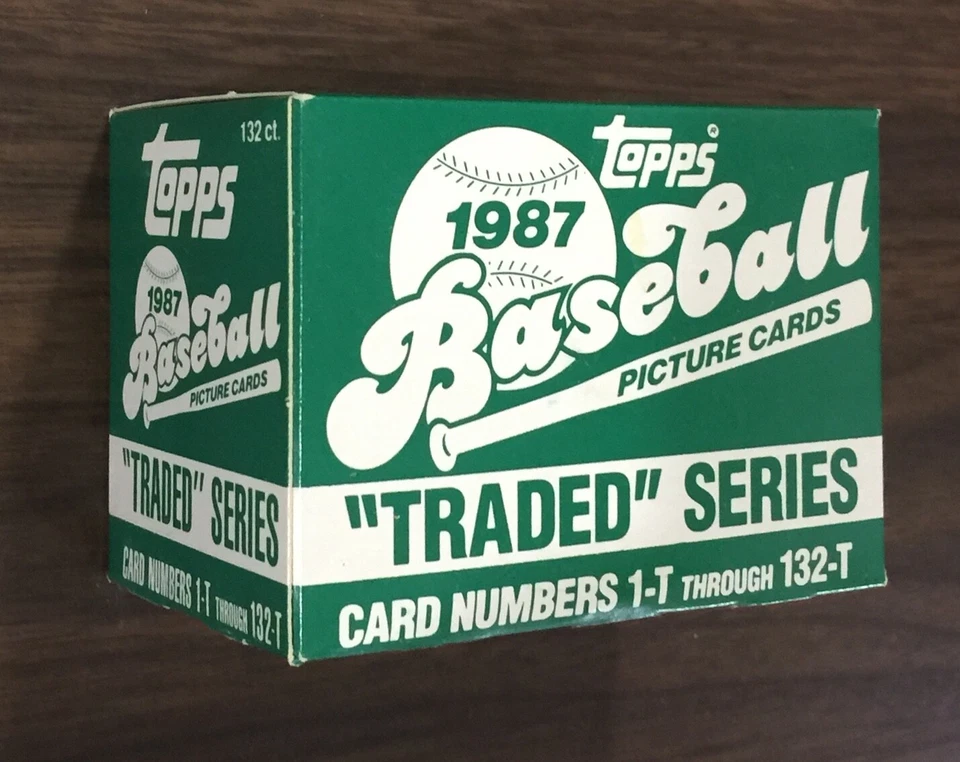 132 ct.
Topps
1987
Baseball
PICTURE CARDS
"TRADED" SERIES
CARD NUMBERS 1-T THROUGH 132-T
Topps®
1987
Baseball
PICTURE CARDS
"TRADED" SERIES
CARD NUMBERS 1-T THROUGH 132-T